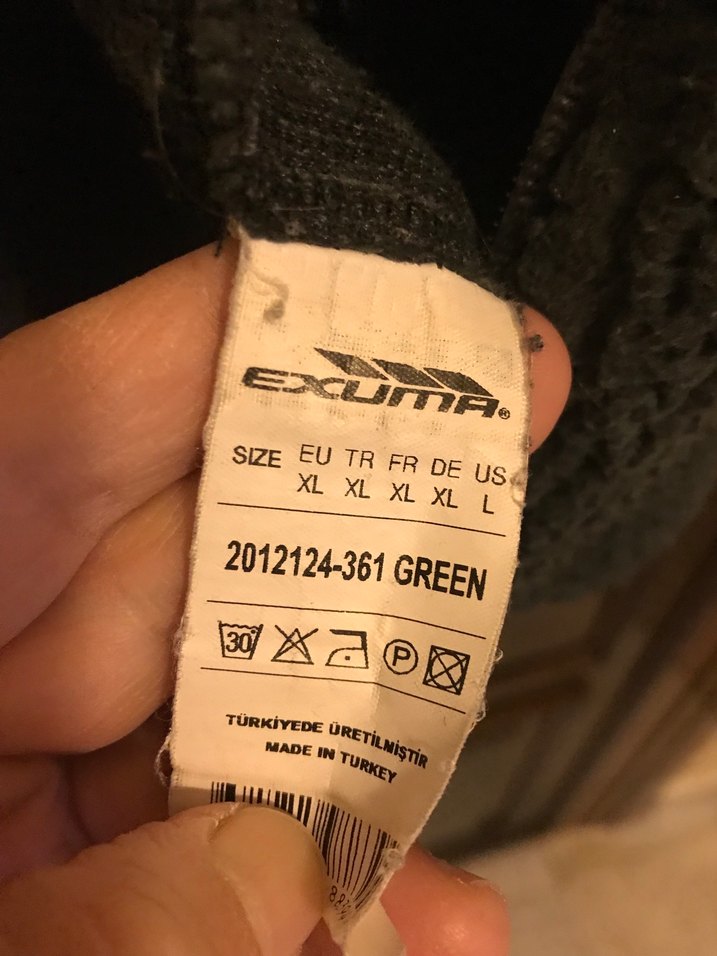 EXUMA®
SIZE EU TR FR DE US
XL XL XL XL L
2012124-361 GREEN
30° P
TÜRKİYEDE ÜRETİLMİŞTİR
MADE IN TURKEY